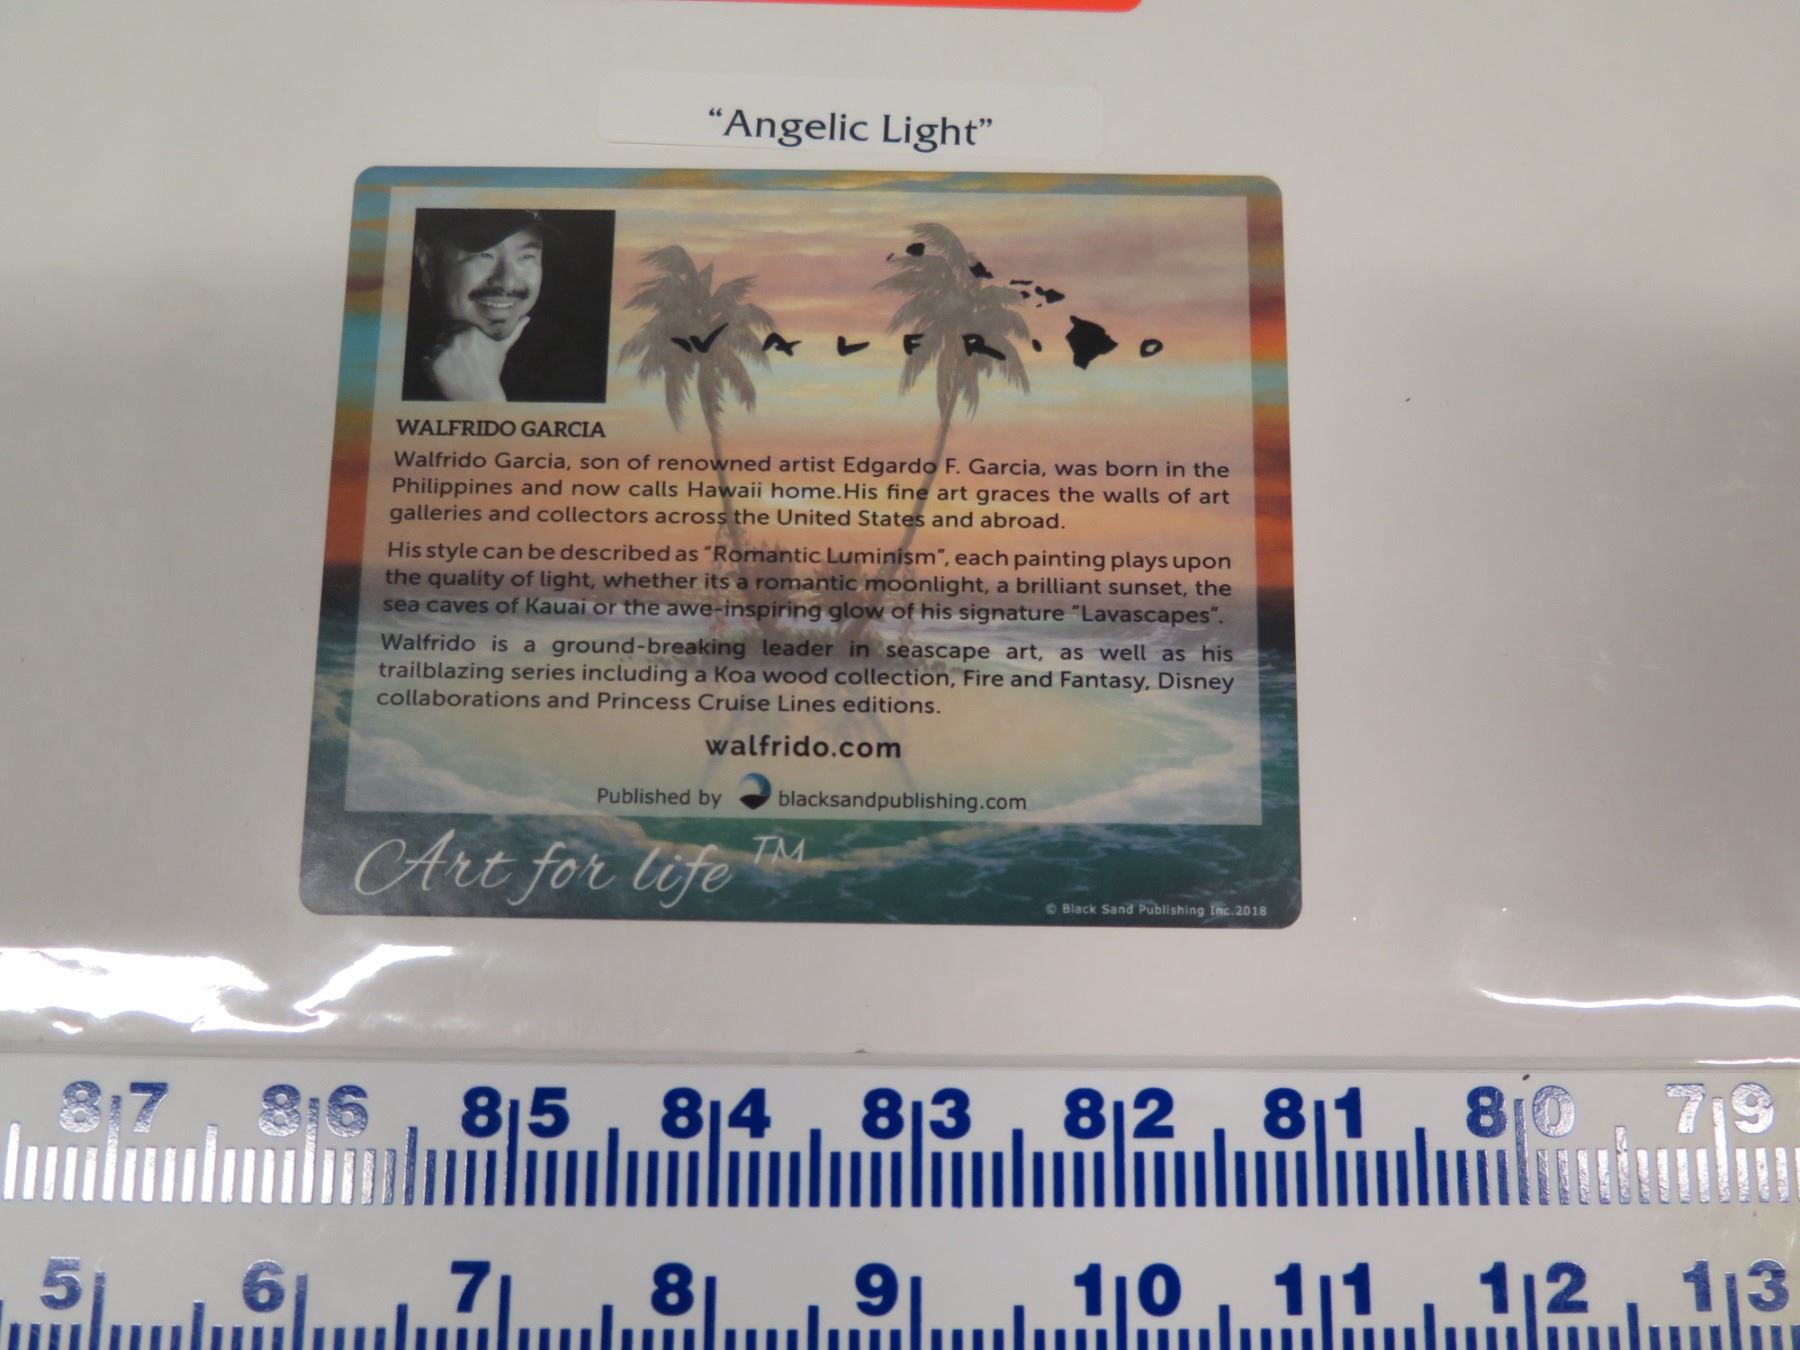 “Angelic Light”
WALFRIDO
WALFRIDO GARCIA
Walfrido Garcia, son of renowned artist Edgardo F. Garcia, was born in the
Philippines and now calls Hawaii home.His fine art graces the walls of art
galleries and collectors across the United States and abroad.
His style can be described as “Romantic Luminism”, each painting plays upon
the quality of light, whether its a romantic moonlight, a brilliant sunset, the
sea caves of Kauai or the awe-inspiring glow of his signature “Lavascapes”.
Walfrido is a ground-breaking leader in seascape art, as well as his
trailblazing series including a Koa wood collection, Fire and Fantasy, Disney
collaborations and Princess Cruise Lines editions.
walfrido.com
Published by blacksandpublishing.com
Art for life TM
© Black Sand Publishing Inc.2018
87 86 85 84 83 82 81 80 79
5 6 7 8 9 10 11 12 13